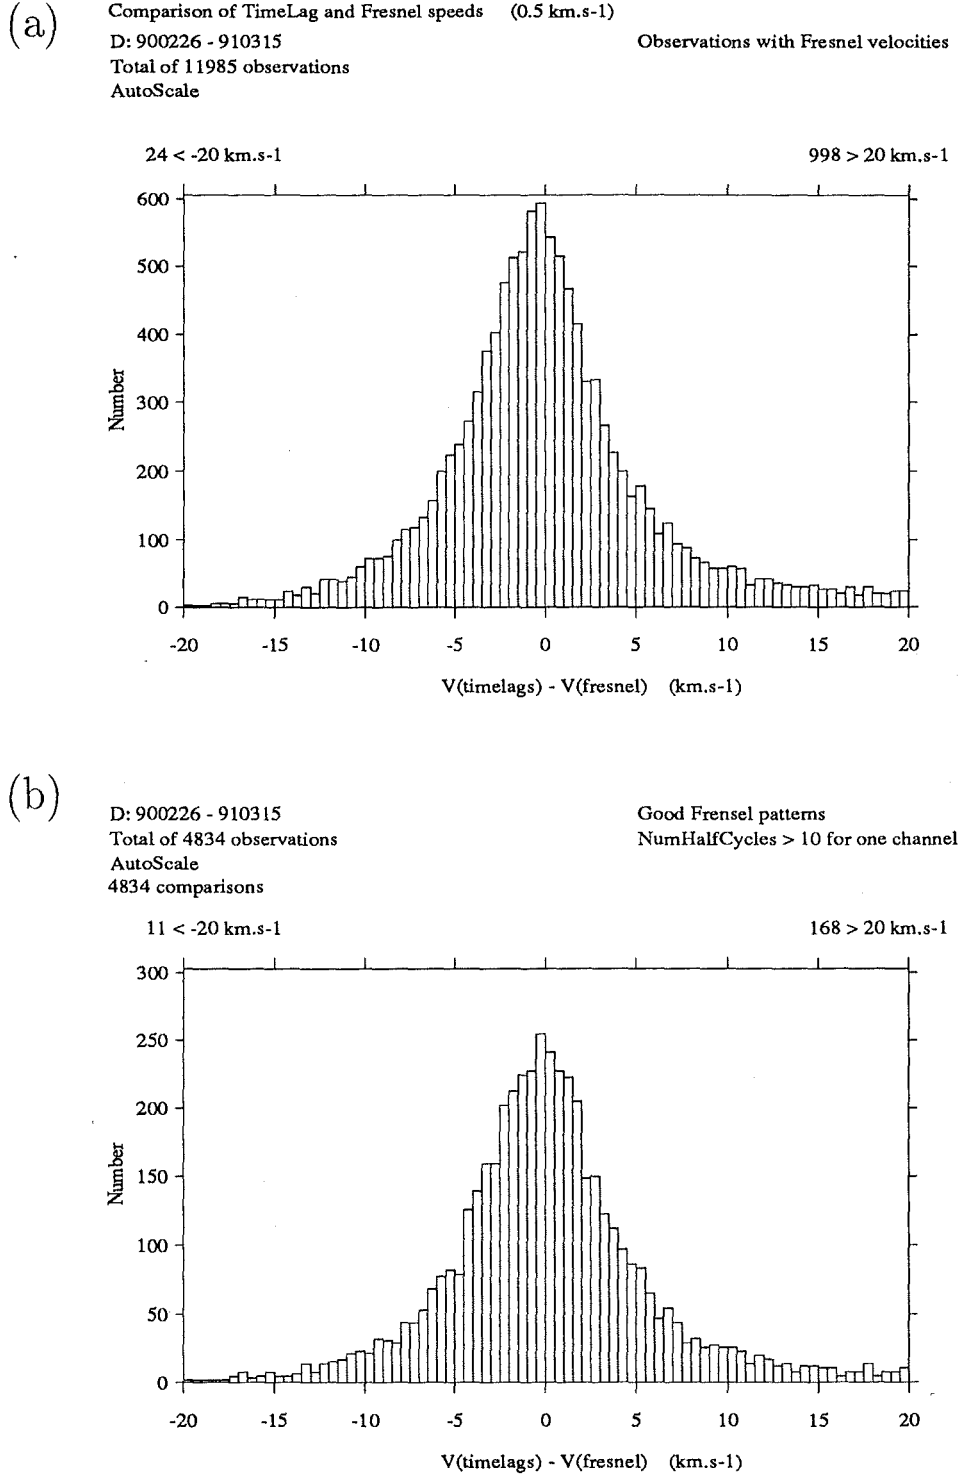 (a)
Comparison of TimeLag and Fresnel speeds (0.5 km.s-1)
D: 900226 - 910315 Observations with Fresnel velocities
Total of 11985 observations
AutoScale
24 < -20 km.s-1 998 > 20 km.s-1
600
500
400
300
200
100
0
Number
-20 -15 -10 -5 0 5 10 15 20
V(timelags) - V(fresnel) (km.s-1)
(b)
D: 900226 - 910315 Good Frensel patterns
Total of 4834 observations NumHalfCycles > 10 for one channel
AutoScale
4834 comparisons
11 < -20 km.s-1 168 > 20 km.s-1
300
250
200
150
100
50
0
Number
-20 -15 -10 -5 0 5 10 15 20
V(timelags) - V(fresnel) (km.s-1)